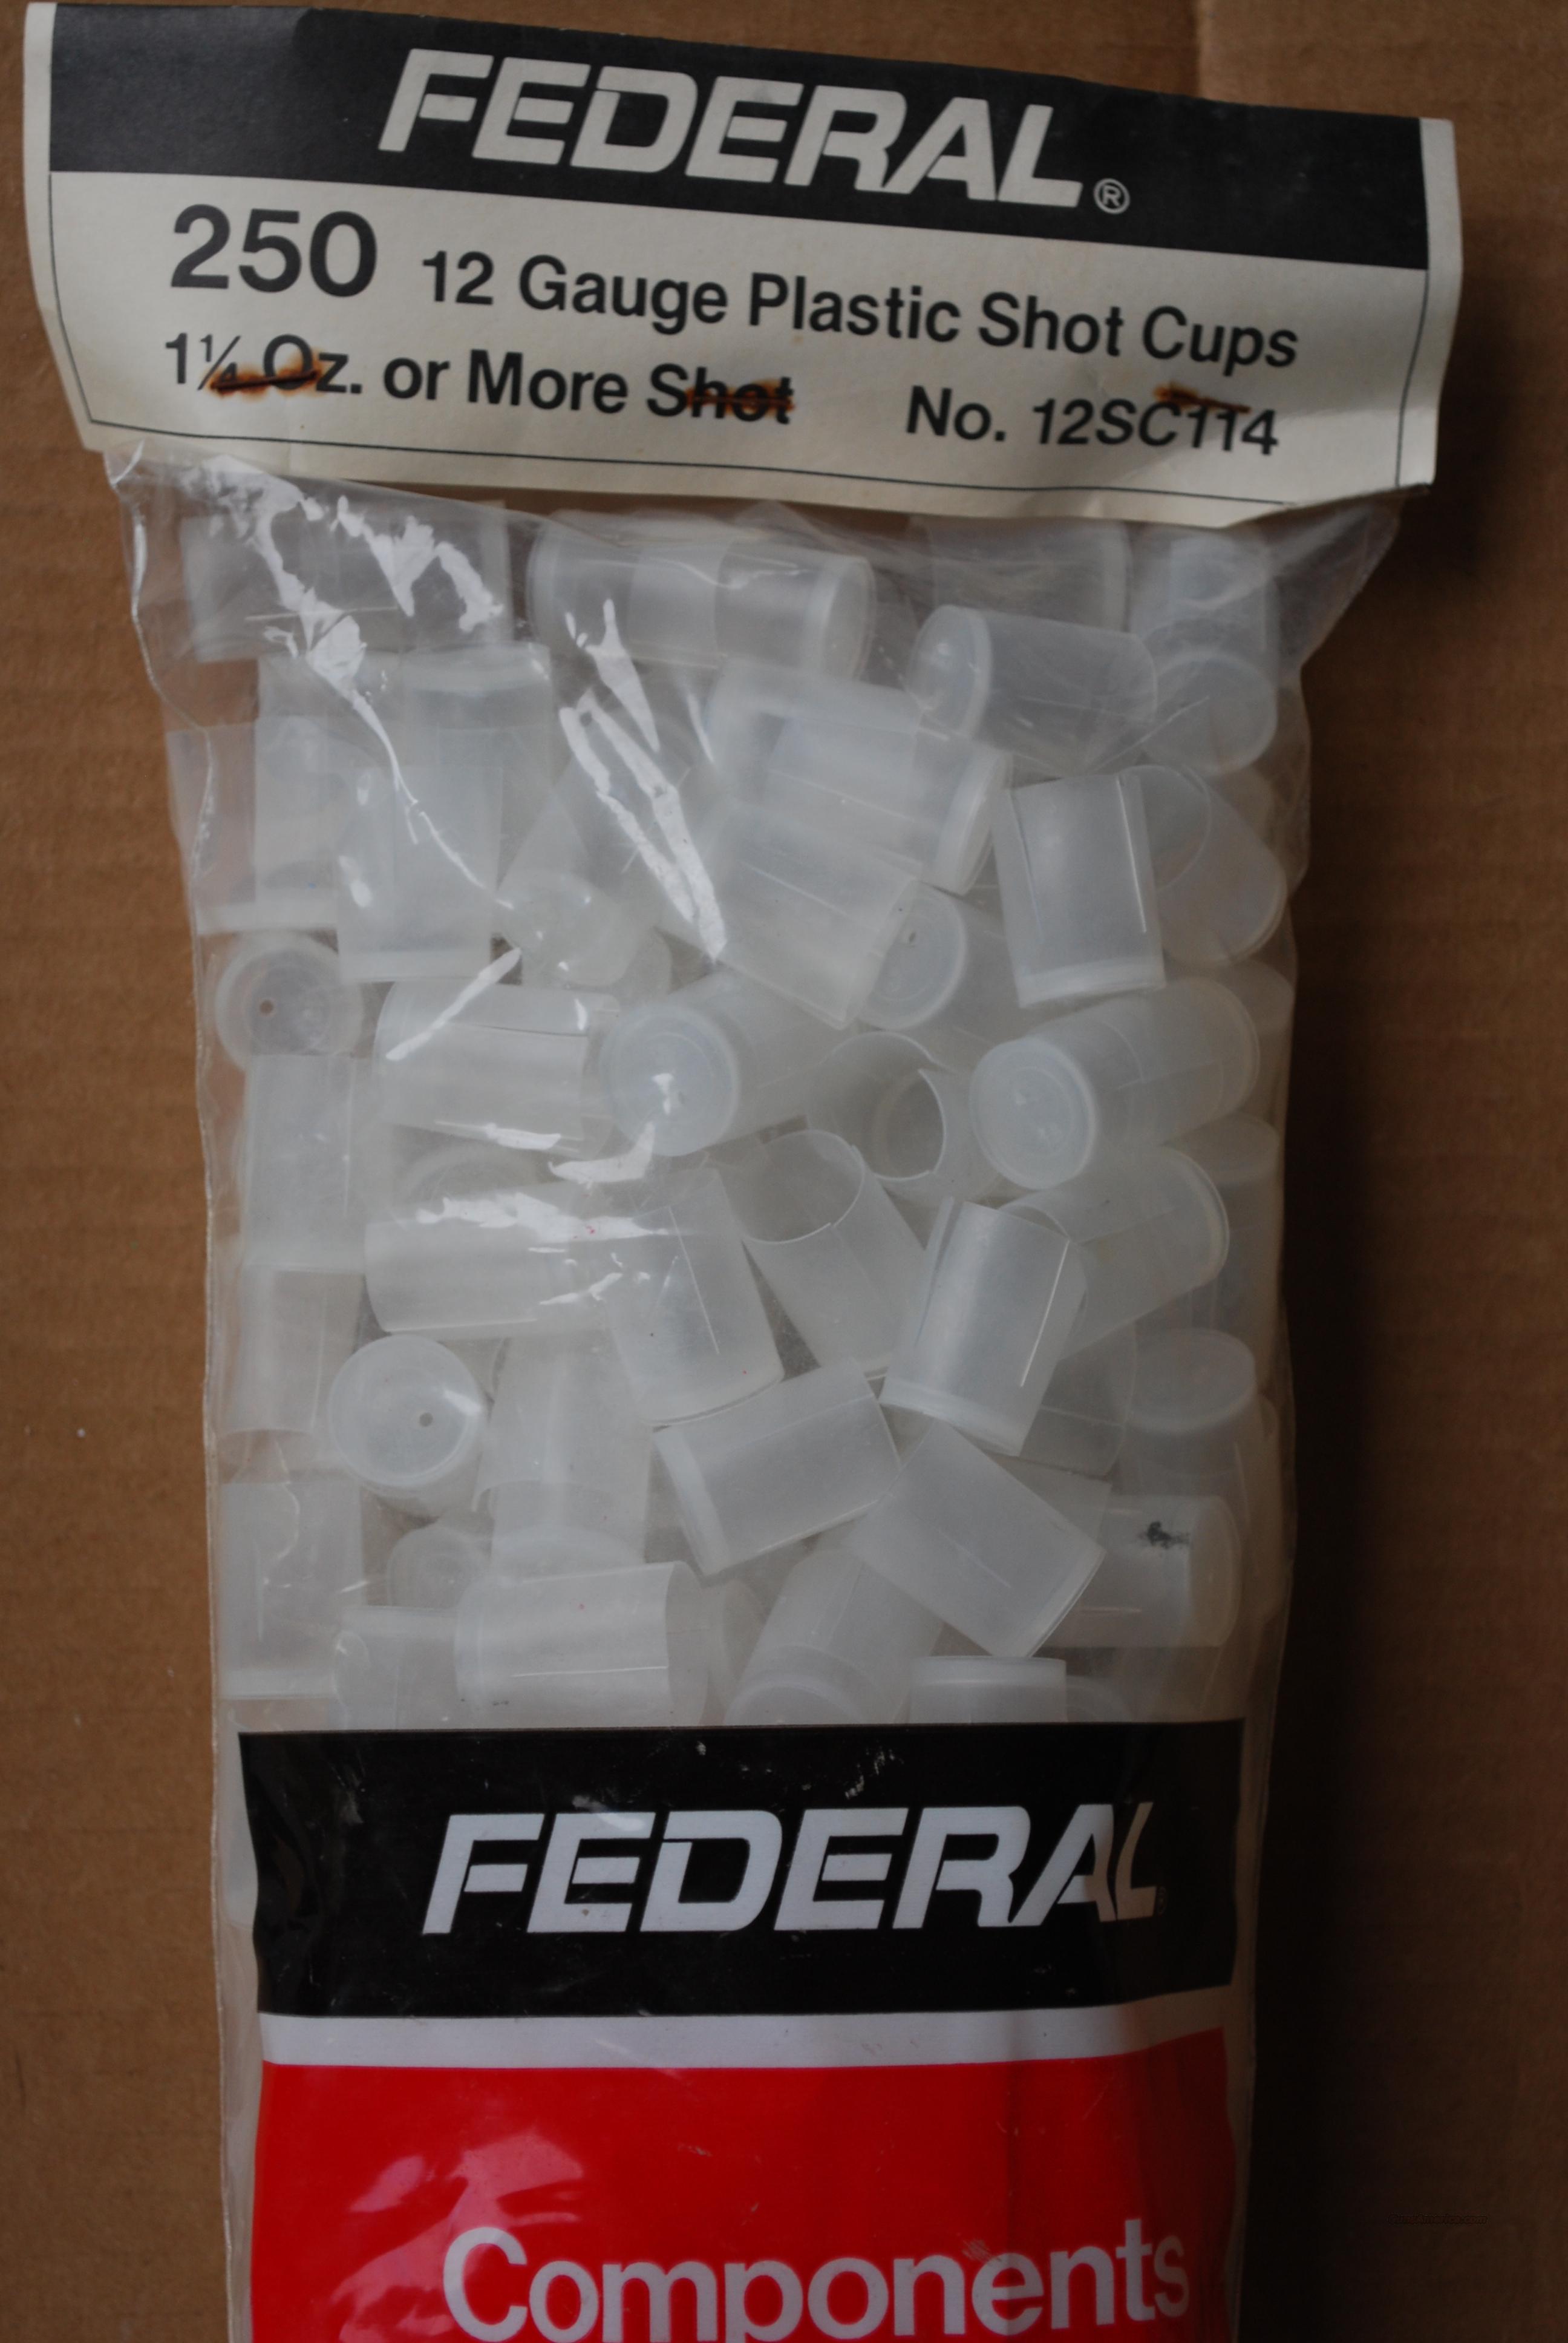 FEDERAL®
250 12 Gauge Plastic Shot Cups
1¼ Oz. or More Shot No. 12SC114
FEDERAL®
Components